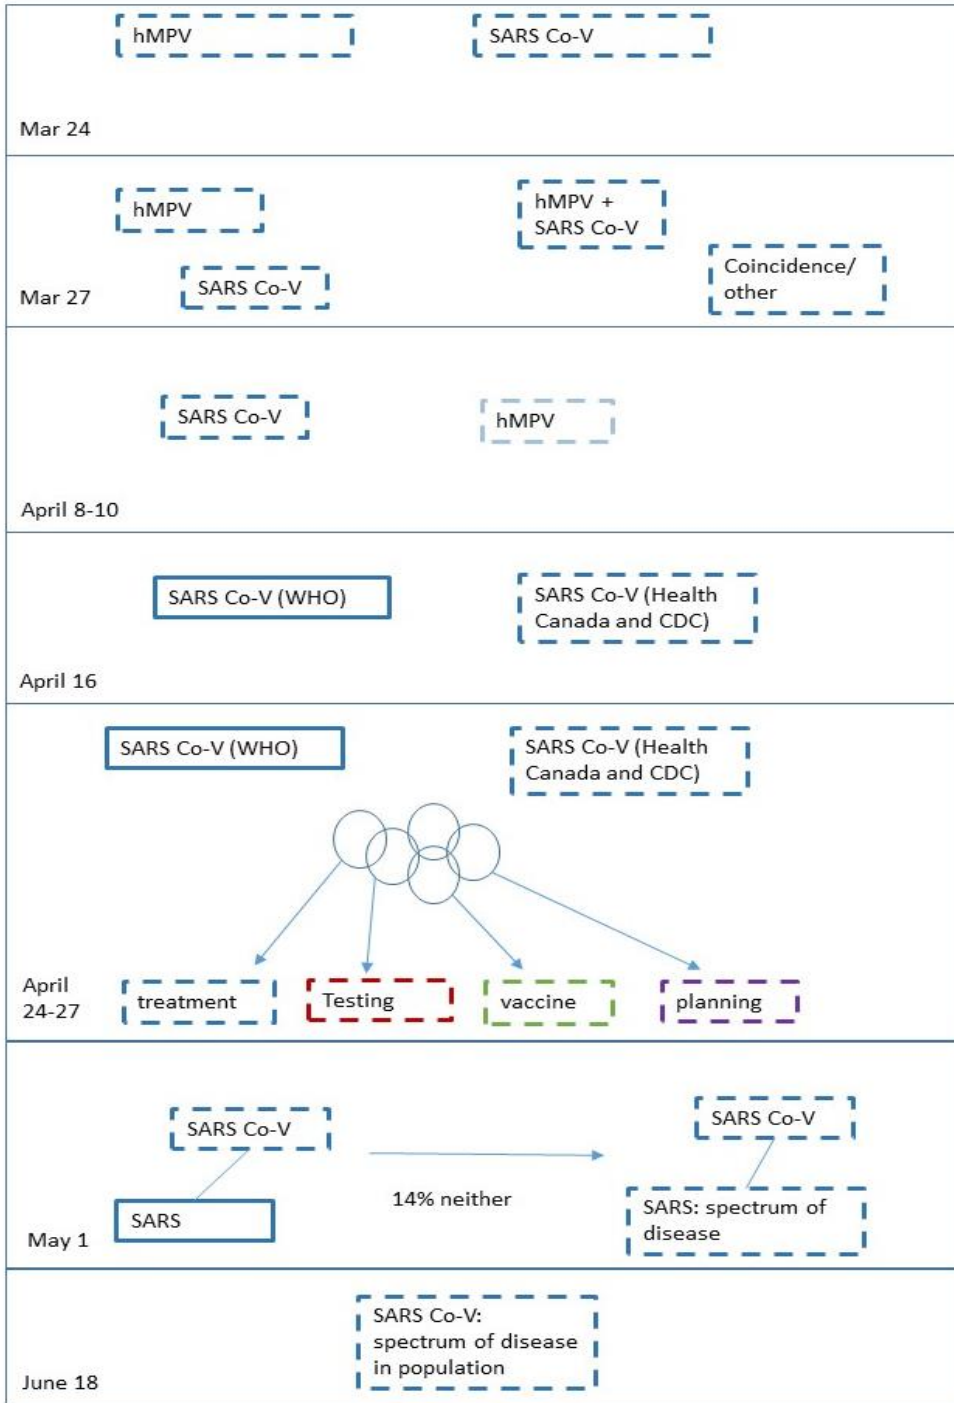 hMPV
SARS Co-V
Mar 24
hMPV
hMPV +
SARS Co-V
Coincidence/
other
SARS Co-V
Mar 27
SARS Co-V
hMPV
April 8-10
SARS Co-V (WHO)
SARS Co-V (Health
Canada and CDC)
April 16
SARS Co-V (WHO)
SARS Co-V (Health
Canada and CDC)
April
24-27
treatment
Testing
vaccine
planning
SARS Co-V
SARS Co-V
14% neither
SARS
SARS: spectrum of
disease
May 1
SARS Co-V:
spectrum of disease
in population
June 18